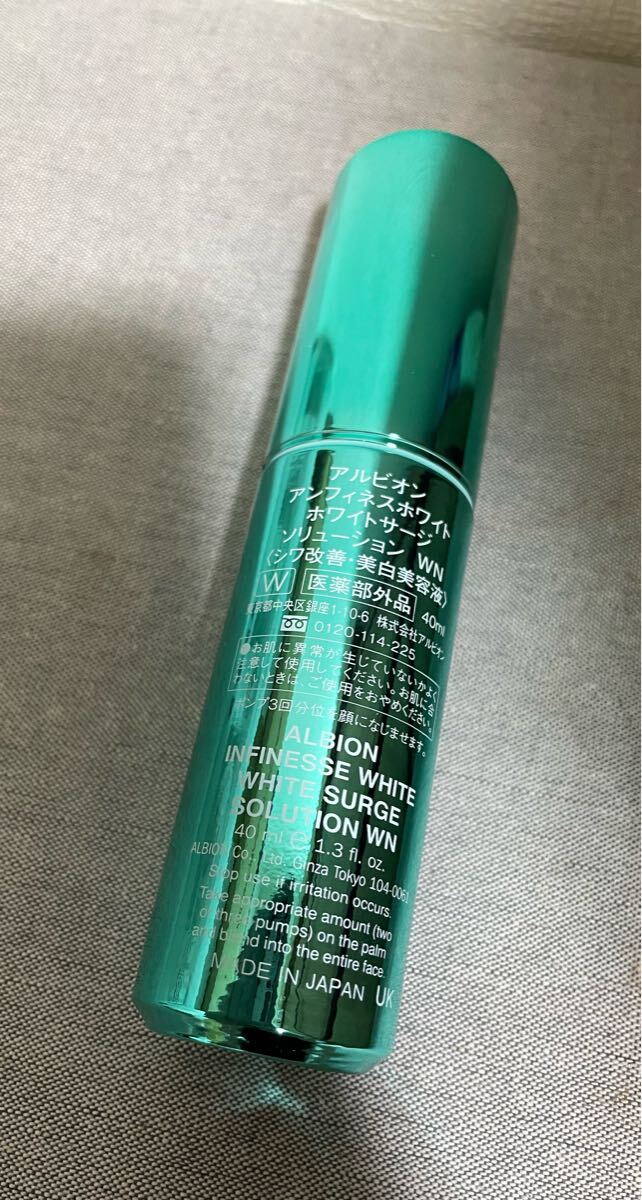 アルビオン
アンフィネスホワイト
ホワイトサージ
ソリューション WN
〈シワ改善・美白美容液〉
W 医薬部外品 40ml
東京都中央区銀座1-10-6 株式会社アルビオン
0120-114-225
●お肌に異常が生じていないかよく
注意して使用してください。お肌に合
わないときは、ご使用をおやめください。
ポンプ3回分位を顔になじませます。
ALBION
INFINESSE WHITE
WHITE SURGE
SOLUTION WN
40 ml ℮ 1.3 fl. oz.
ALBION Co., Ltd. Ginza Tokyo 104-0061
Stop use if irritation occurs.
Take appropriate amount (two
or three pumps) on the palm
and blend into the entire face.
MADE IN JAPAN UK